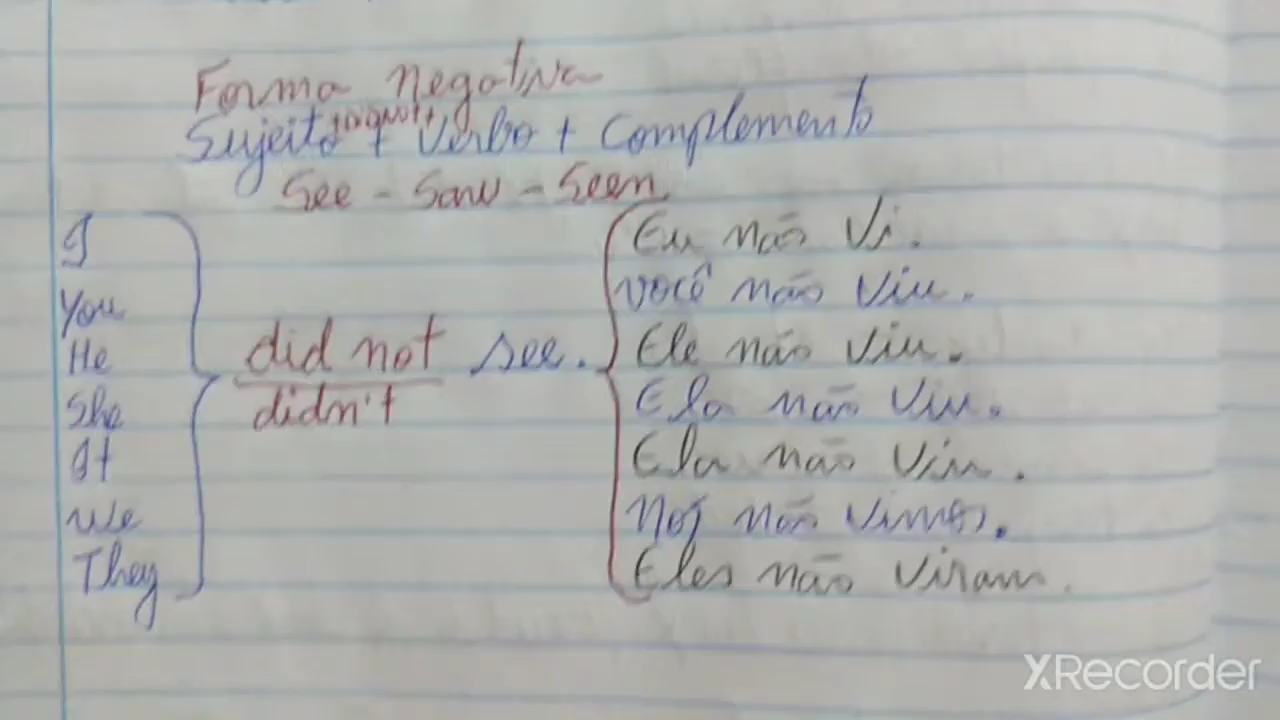 Forma negativa
Sujeito + Verbo + Complemento
See - Saw - Seen
I
You
He
She
It
We
They
did not see.
didn't
Eu não Vi.
você não Viu.
Ele não Viu.
Ela não Viu.
Ela não Viu.
Nós não Vimos.
Eles não Viram.
XRecorder